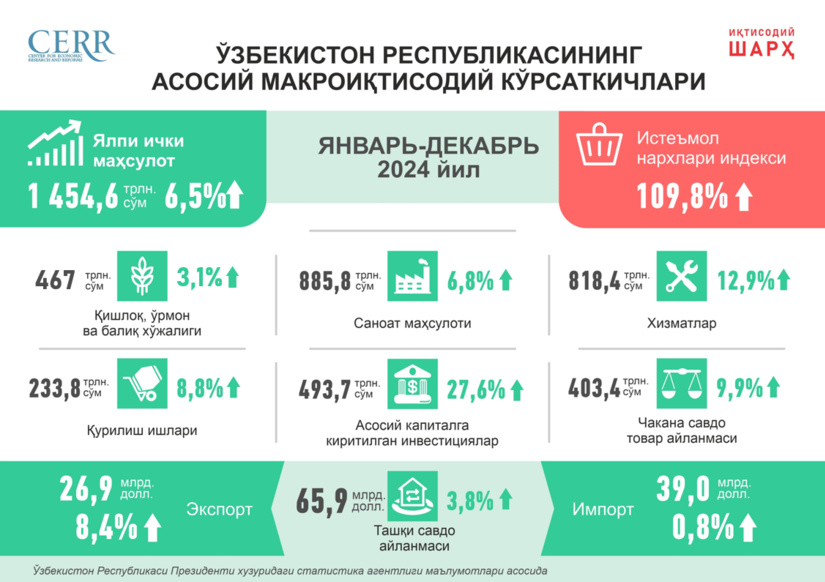 CERR
CENTER FOR ECONOMIC
RESEARCH AND REFORMS
ИҚТИСОДИЙ
ШАРҲ
ЎЗБЕКИСТОН РЕСПУБЛИКАСИНИНГ
АСОСИЙ МАКРОИҚТИСОДИЙ КЎРСАТКИЧЛАРИ
Ялпи ички
маҳсулот
1 454,6 трлн. сўм 6,5%
ЯНВАРЬ-ДЕКАБРЬ
2024 йил
Истеъмол
нархлари индекси
109,8%
467 трлн. сўм 3,1%
Қишлоқ, ўрмон
ва балиқ хўжалиги
885,8 трлн. сўм 6,8%
Саноат маҳсулоти
818,4 трлн. сўм 12,9%
Хизматлар
233,8 трлн. сўм 8,8%
Қурилиш ишлари
493,7 трлн. сўм 27,6%
Асосий капиталга
киритилган инвестициялар
403,4 трлн. сўм 9,9%
Чакана савдо
товар айланмаси
26,9 млрд. долл.
8,4%
Экспорт
65,9 млрд. долл. 3,8%
Ташқи савдо
айланмаси
Импорт
39,0 млрд. долл.
0,8%
Ўзбекистон Республикаси Президенти ҳузуридаги статистика агентлиги маълумотлари асосида